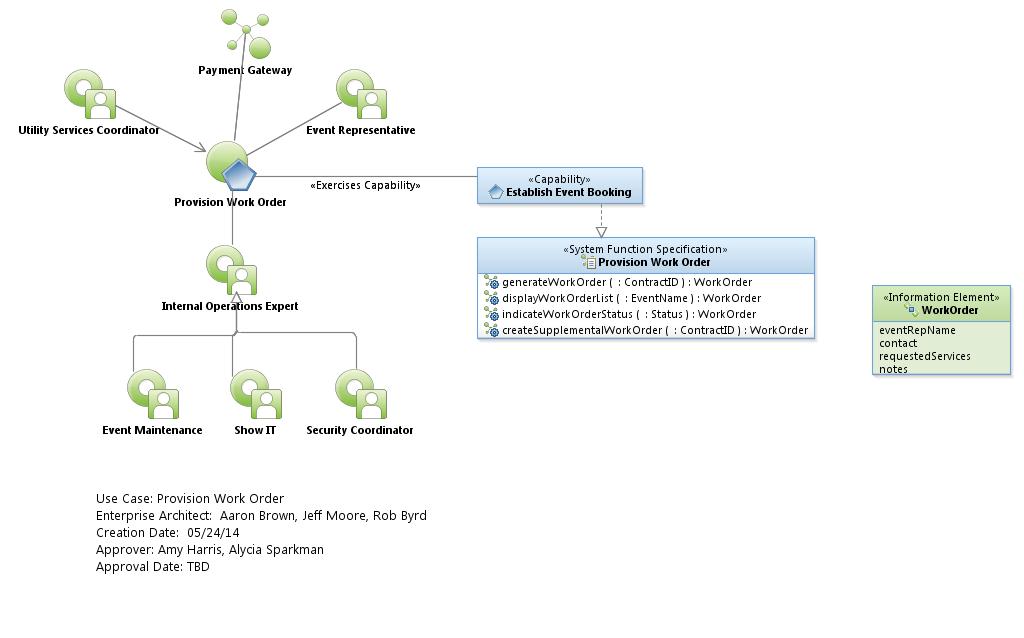 Payment Gateway
Utility Services Coordinator
Event Representative
Provision Work Order
«Exercises Capability»
«Capability»
Establish Event Booking
«System Function Specification»
Provision Work Order
generateWorkOrder ( : ContractID ) : WorkOrder
displayWorkOrderList ( : EventName ) : WorkOrder
indicateWorkOrderStatus ( : Status ) : WorkOrder
createSupplementalWorkOrder ( : ContractID ) : WorkOrder
«Information Element»
WorkOrder
eventRepName
contact
requestedServices
notes
Internal Operations Expert
Event Maintenance
Show IT
Security Coordinator
Use Case: Provision Work Order
Enterprise Architect:  Aaron Brown, Jeff Moore, Rob Byrd
Creation Date:  05/24/14
Approver: Amy Harris, Alycia Sparkman
Approval Date: TBD